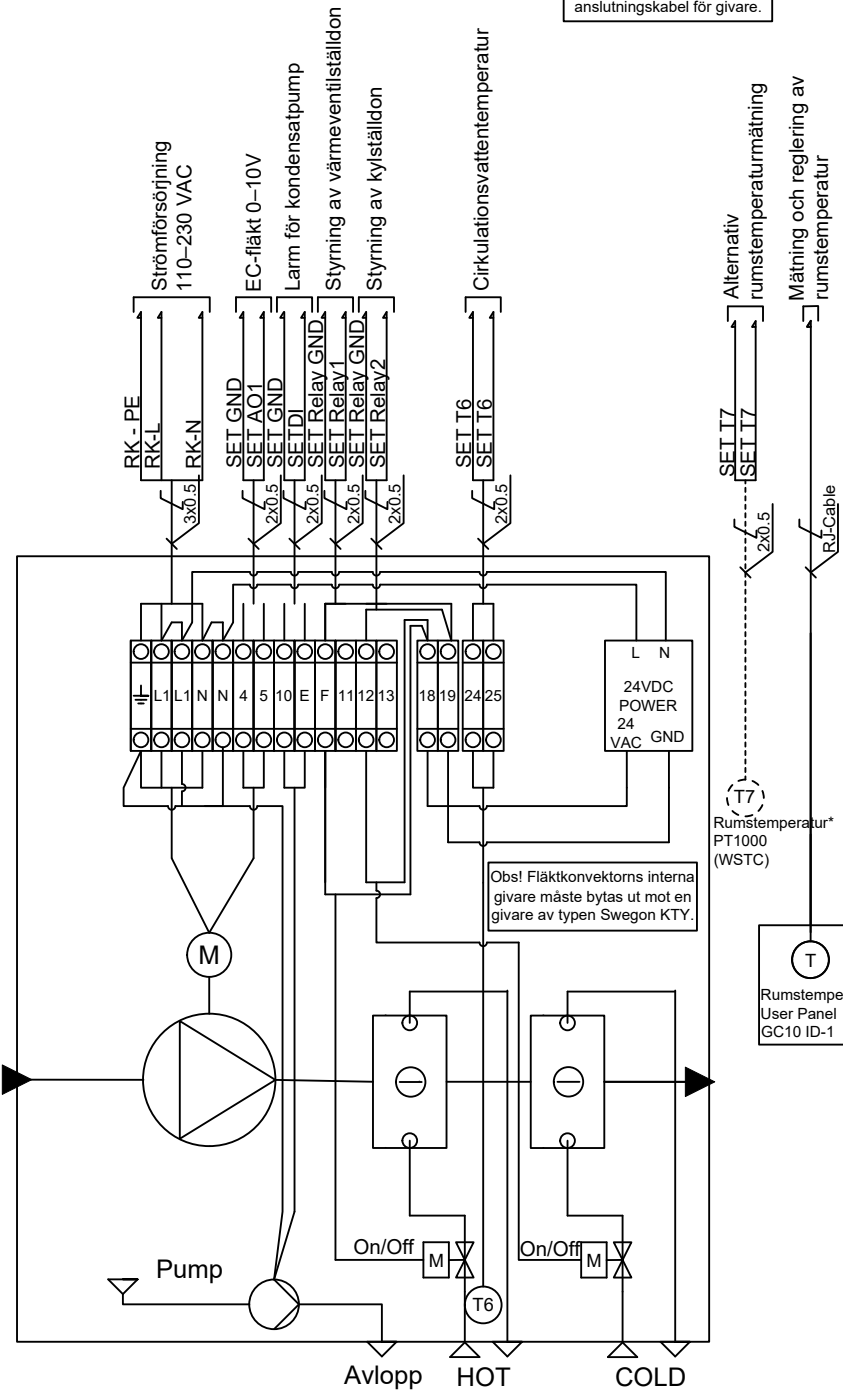 anslutningskabel för givare.
Strömförsörjning
110–230 VAC
EC-fläkt 0–10V
Larm för kondensatpump
Styrning av värmeventilställdon
Styrning av kylställdon
Cirkulationsvattentemperatur
Alternativ
rumstemperaturmätning
Mätning och reglering av
rumstemperatur
RK - PE
RK-L
RK-N
SET GND
SET AO1
SET GND
SET DI
SET Relay GND
SET Relay1
SET Relay GND
SET Relay2
SET T6
SET T6
SET T7
SET T7
3x0.5
2x0.5
2x0.5
2x0.5
2x0.5
2x0.5
2x0.5
RJ-Cable
L1 L1 N N 4 5 10 E F 11 12 13 18 19 24 25
L N
24VDC
POWER
24
VAC GND
T7
Rumstemperatur*
PT1000
(WSTC)
Obs! Fläktkonvektorns interna
givare måste bytas ut mot en
givare av typen Swegon KTY.
M
T
Rumstempe
User Panel
GC10 ID-1
On/Off M
On/Off M
Pump
T6
Avlopp HOT COLD